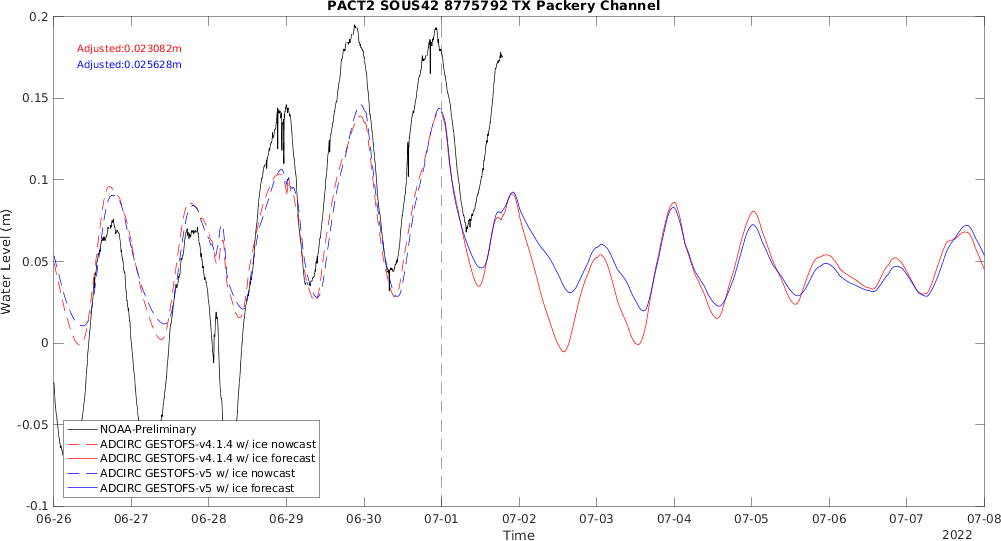 PACT2 SOUS42 8775792 TX Packery Channel
Adjusted:0.023082m
Adjusted:0.025628m
Water Level (m)
0.2
0.15
0.1
0.05
0
-0.05
-0.1
NOAA-Preliminary
ADCIRC GESTOFS-v4.1.4 w/ ice nowcast
ADCIRC GESTOFS-v4.1.4 w/ ice forecast
ADCIRC GESTOFS-v5 w/ ice nowcast
ADCIRC GESTOFS-v5 w/ ice forecast
06-26 06-27 06-28 06-29 06-30 07-01 07-02 07-03 07-04 07-05 07-06 07-07 07-08
Time
2022